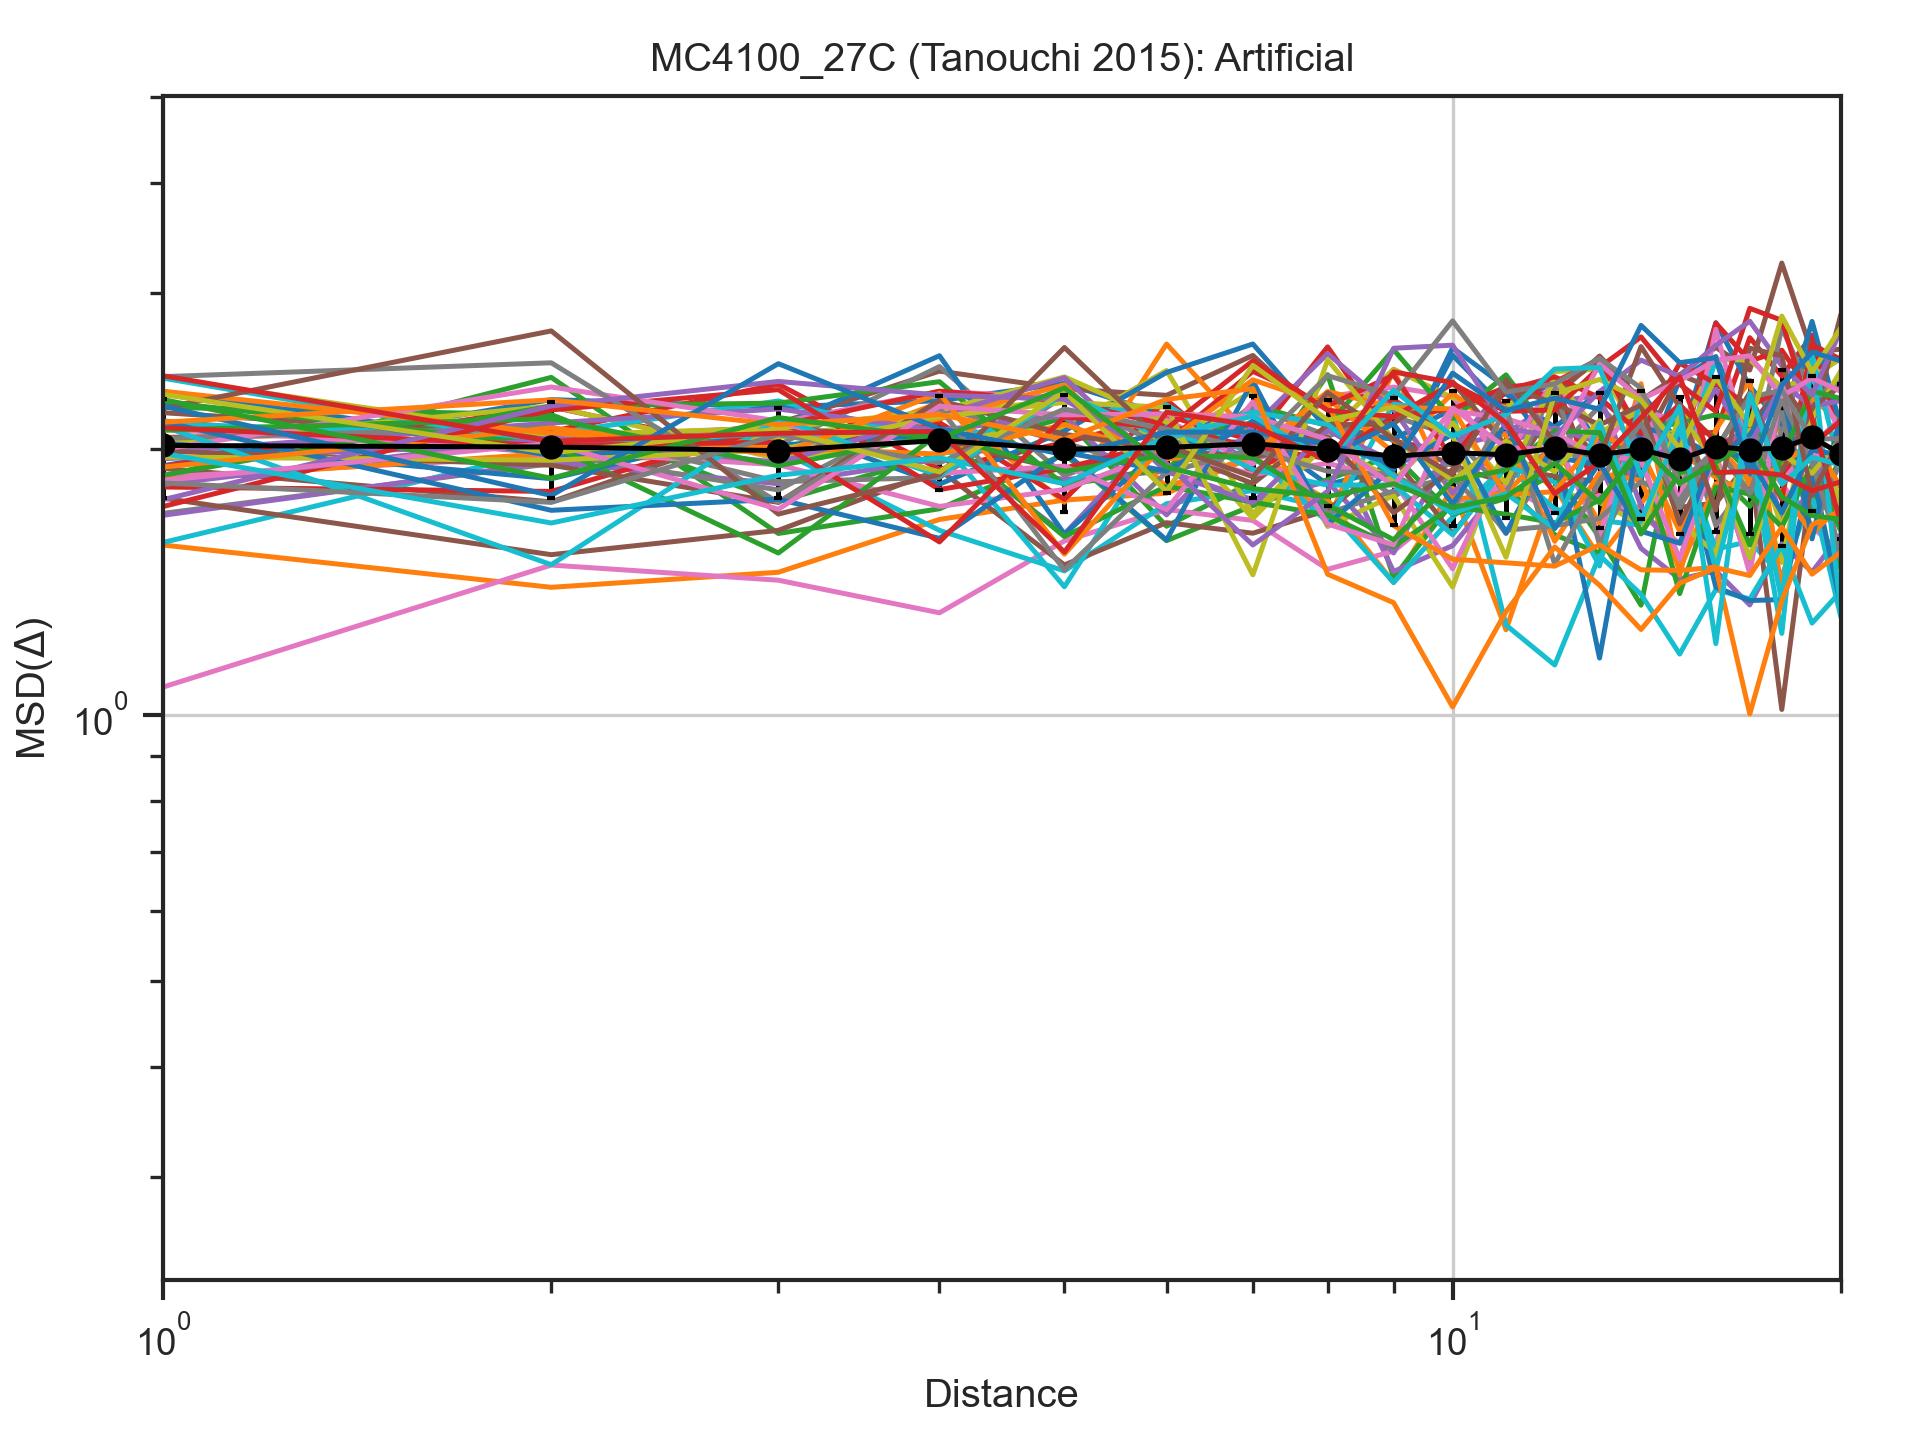 MC4100_27C (Tanouchi 2015): Artificial
MSD(Δ)
10⁰
10⁰
10¹
Distance